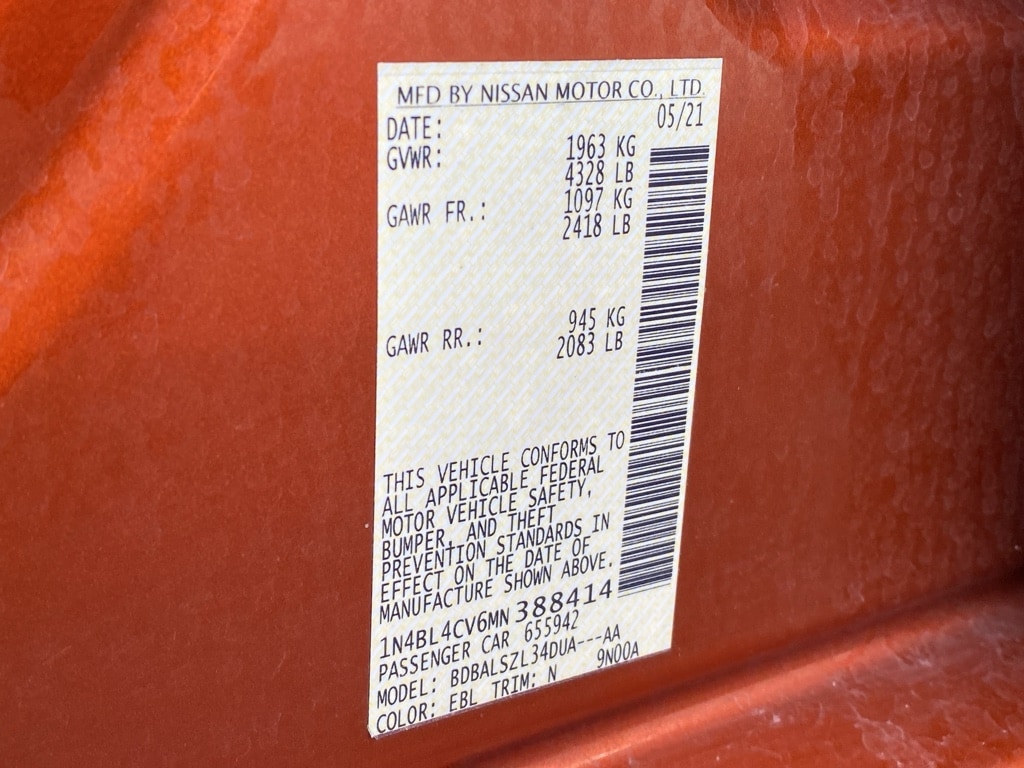 MFD BY NISSAN MOTOR CO., LTD.
DATE: 05/21
GVWR: 1963 KG
4328 LB
GAWR FR.: 1097 KG
2418 LB
GAWR RR.: 945 KG
2083 LB
THIS VEHICLE CONFORMS TO
ALL APPLICABLE FEDERAL
MOTOR VEHICLE SAFETY,
BUMPER, AND THEFT
PREVENTION STANDARDS IN
EFFECT ON THE DATE OF
MANUFACTURE SHOWN ABOVE.
1N4BL4CV6MN388414
PASSENGER CAR 655942
MODEL: BDBALSZL34DUA---AA
COLOR: EBL TRIM: N 9N00A